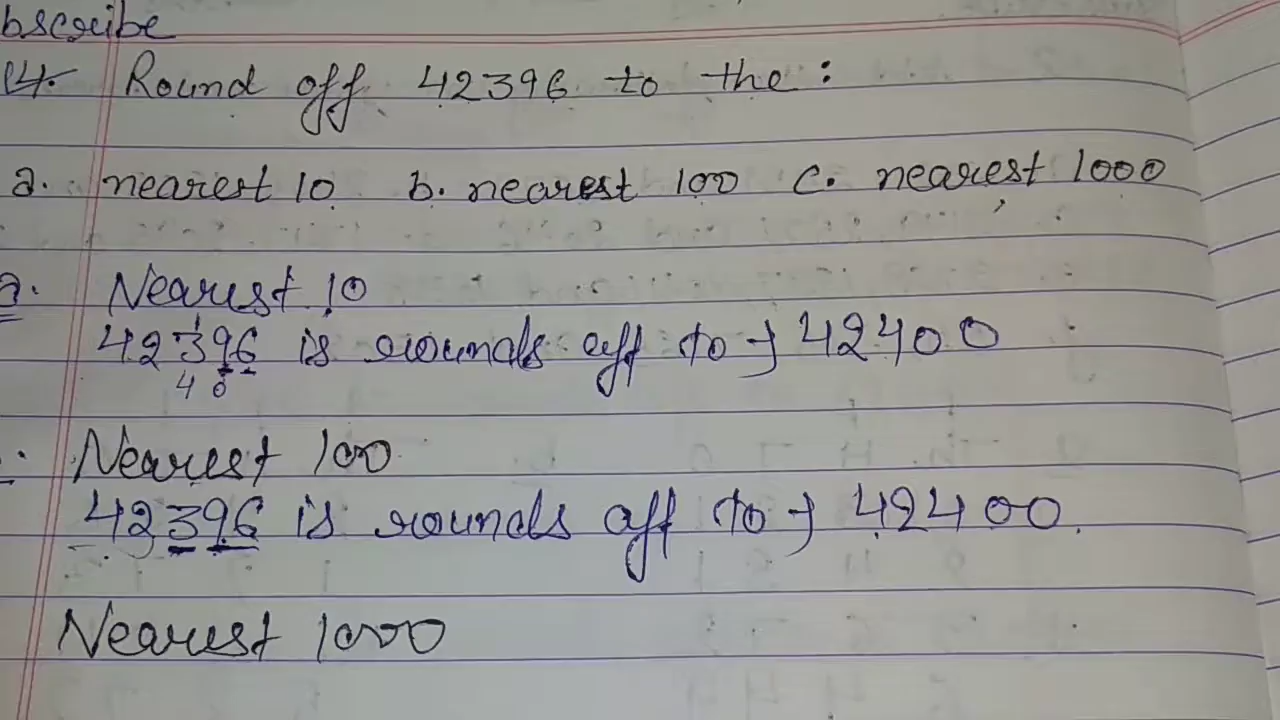 bscribe
14. Round off 42396 to the :
a. nearest 10 b. nearest 100 c. nearest 1000
a. Nearest 10
1
42396 is rounds off to → 42400
4 0
Nearest 100
42396 is rounds off to → 42400.
Nearest 1000